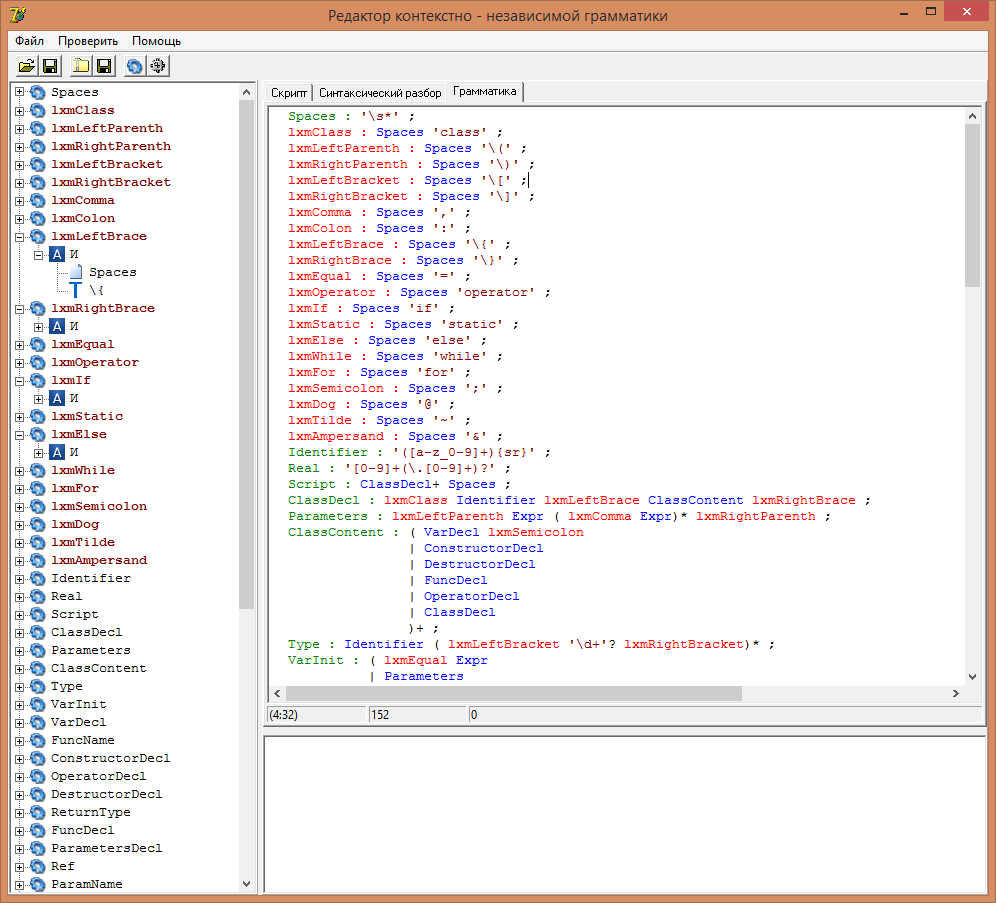 Редактор контекстно - независимой грамматики
Файл Проверить Помощь
Spaces
lxmClass
lxmLeftParenth
lxmRightParenth
lxmLeftBracket
lxmRightBracket
lxmComma
lxmColon
lxmLeftBrace
И
Spaces
\{
lxmRightBrace
И
lxmEqual
lxmOperator
lxmIf
И
lxmStatic
lxmElse
И
lxmWhile
lxmFor
lxmSemicolon
lxmDog
lxmTilde
lxmAmpersand
Identifier
Real
Script
ClassDecl
Parameters
ClassContent
Type
VarInit
VarDecl
FuncName
ConstructorDecl
OperatorDecl
DestructorDecl
ReturnType
FuncDecl
ParametersDecl
Ref
ParamName
Скрипт Синтаксический разбор Грамматика
Spaces : '\s*' ;
lxmClass : Spaces 'class' ;
lxmLeftParenth : Spaces '\(' ;
lxmRightParenth : Spaces '\)' ;
lxmLeftBracket : Spaces '\[' ;
lxmRightBracket : Spaces '\]' ;
lxmComma : Spaces ',' ;
lxmColon : Spaces ':' ;
lxmLeftBrace : Spaces '\{' ;
lxmRightBrace : Spaces '\}' ;
lxmEqual : Spaces '=' ;
lxmOperator : Spaces 'operator' ;
lxmIf : Spaces 'if' ;
lxmStatic : Spaces 'static' ;
lxmElse : Spaces 'else' ;
lxmWhile : Spaces 'while' ;
lxmFor : Spaces 'for' ;
lxmSemicolon : Spaces ';' ;
lxmDog : Spaces '@' ;
lxmTilde : Spaces '~' ;
lxmAmpersand : Spaces '&' ;
Identifier : '([a-z_0-9]+){sr}' ;
Real : '[0-9]+(\.[0-9]+)?' ;
Script : ClassDecl+ Spaces ;
ClassDecl : lxmClass Identifier lxmLeftBrace ClassContent lxmRightBrace ;
Parameters : lxmLeftParenth Expr ( lxmComma Expr)* lxmRightParenth ;
ClassContent : ( VarDecl lxmSemicolon
| ConstructorDecl
| DestructorDecl
| FuncDecl
| OperatorDecl
| ClassDecl
)+ ;
Type : Identifier ( lxmLeftBracket '\d+'? lxmRightBracket)* ;
VarInit : ( lxmEqual Expr
| Parameters
(4:32) 152 0